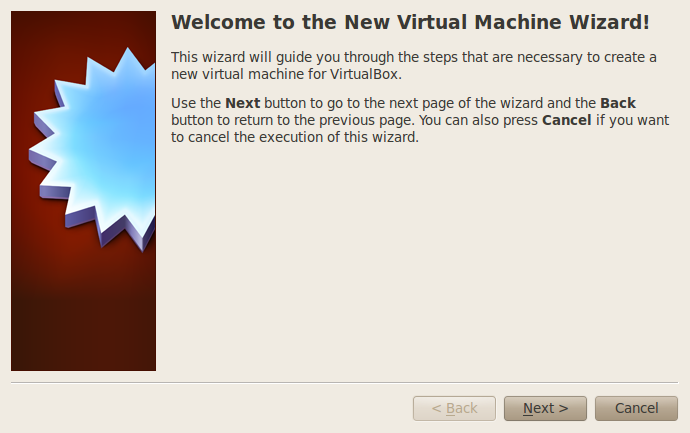 Welcome to the New Virtual Machine Wizard!
This wizard will guide you through the steps that are necessary to create a
new virtual machine for VirtualBox.
Use the Next button to go to the next page of the wizard and the Back
button to return to the previous page. You can also press Cancel if you want
to cancel the execution of this wizard.
< Back
Next >
Cancel